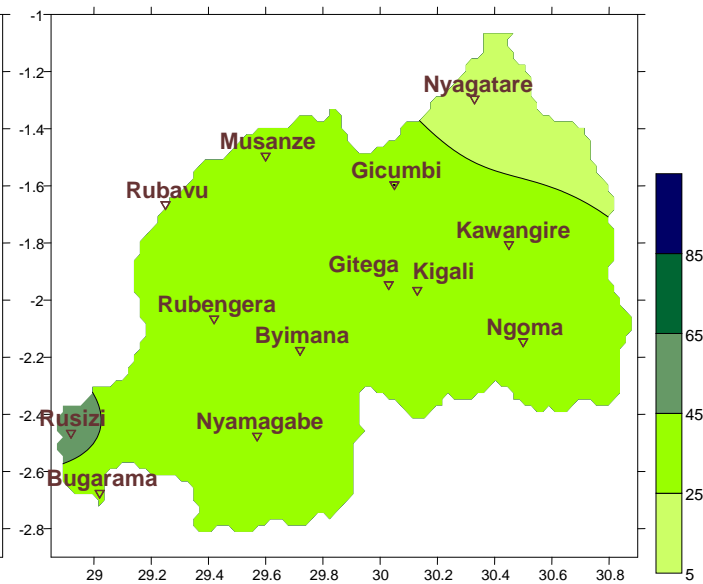 -1
-1.2
-1.4
-1.6
-1.8
-2
-2.2
-2.4
-2.6
-2.8
Nyagatare
Musanze
Gicumbi
Rubavu
Kawangire
Gitega
Kigali
Rubengera
Byimana
Ngoma
Rusizi
Nyamagabe
Bugarama
29 29.2 29.4 29.6 29.8 30 30.2 30.4 30.6 30.8
85
65
45
25
5